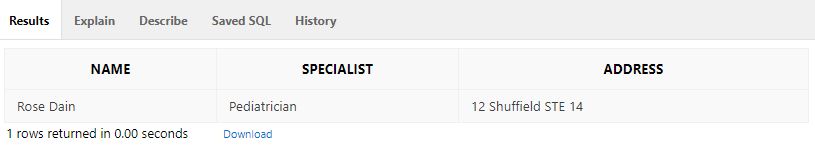 Results Explain Describe Saved SQL History
NAME SPECIALIST ADDRESS
Rose Dain Pediatrician 12 Shuffield STE 14
1 rows returned in 0.00 seconds Download